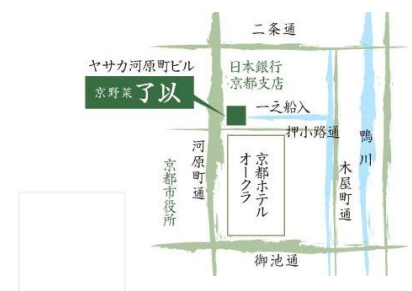 二条通
ヤサカ河原町ビル
京野菜 了以
日本銀行
京都支店
一之船入
押小路通
鴨川
河原町通
京都市役所
京都ホテル
オークラ
木屋町通
御池通